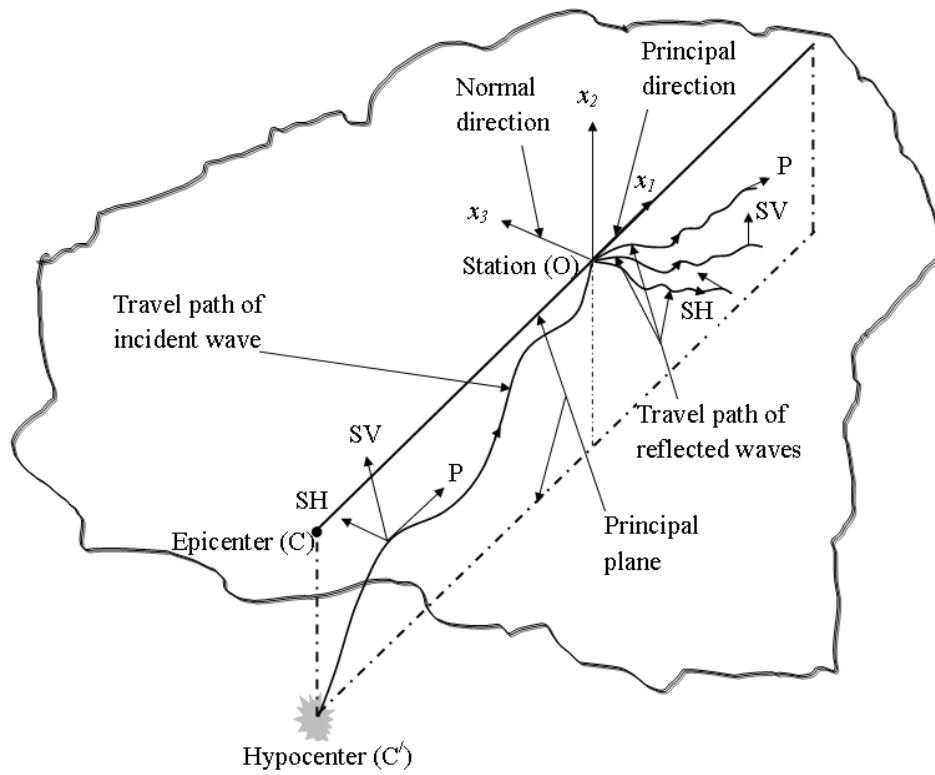 Principal
direction
Normal
direction
x2
x1
P
SV
x3
Station (O)
SH
Travel path of
incident wave
Travel path of
reflected waves
SV
P
SH
Epicenter (C)
Principal
plane
Hypocenter (C/)